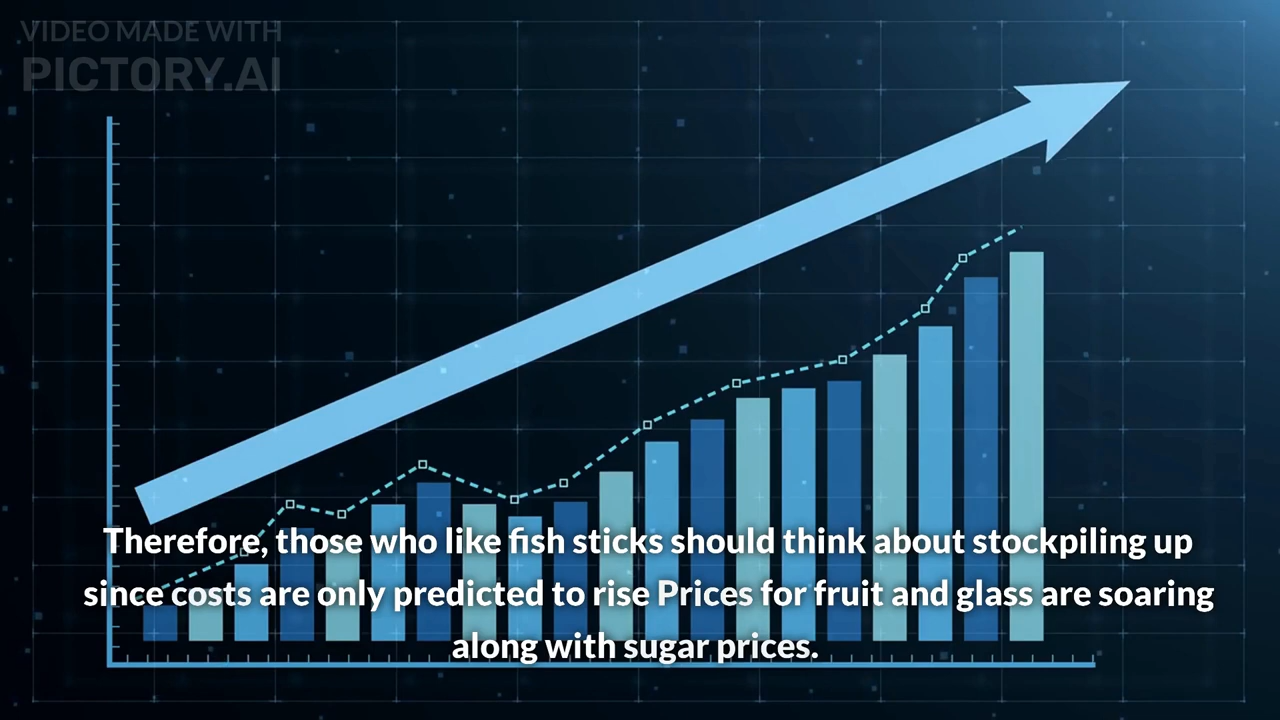 VIDEO MADE WITH
PICTORY.AI
Therefore, those who like fish sticks should think about stockpiling up
since costs are only predicted to rise Prices for fruit and glass are soaring
along with sugar prices.